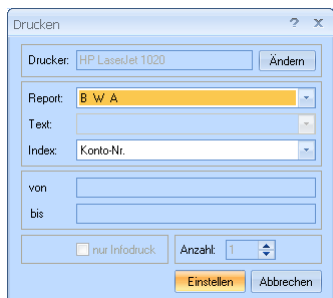 Drucken
Drucker: HP LaserJet 1020 Ändern
Report: B W A
Text:
Index: Konto-Nr.
von
bis
nur Infodruck Anzahl: 1
Einstellen Abbrechen